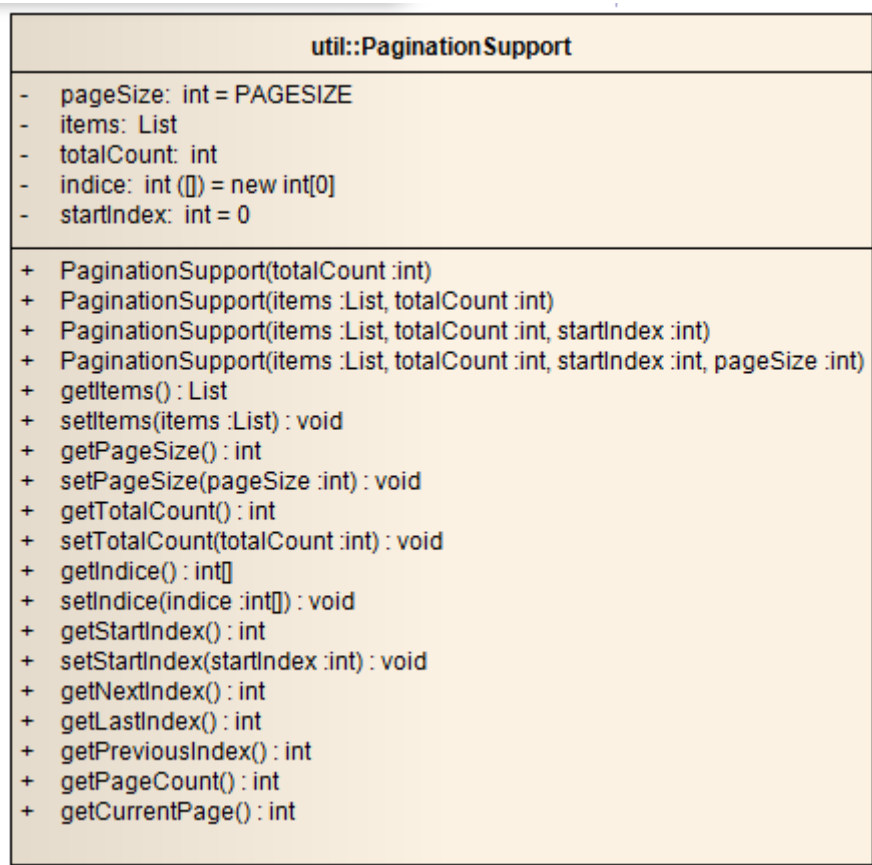 util::PaginationSupport
- pageSize: int = PAGESIZE
- items: List
- totalCount: int
- indice: int ([]) = new int[0]
- startIndex: int = 0
+ PaginationSupport(totalCount :int)
+ PaginationSupport(items :List, totalCount :int)
+ PaginationSupport(items :List, totalCount :int, startIndex :int)
+ PaginationSupport(items :List, totalCount :int, startIndex :int, pageSize :int)
+ getItems() : List
+ setItems(items :List) : void
+ getPageSize() : int
+ setPageSize(pageSize :int) : void
+ getTotalCount() : int
+ setTotalCount(totalCount :int) : void
+ getIndice() : int[]
+ setIndice(indice :int[]) : void
+ getStartIndex() : int
+ setStartIndex(startIndex :int) : void
+ getNextIndex() : int
+ getLastIndex() : int
+ getPreviousIndex() : int
+ getPageCount() : int
+ getCurrentPage() : int